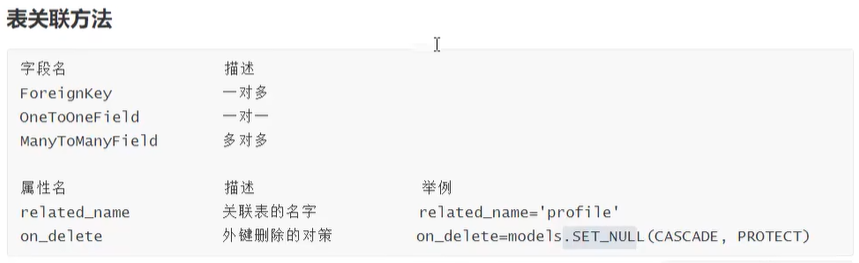 表关联方法
字段名 描述
ForeignKey 一对多
OneToOneField 一对一
ManyToManyField 多对多
属性名 描述 举例
related_name 关联表的名字 related_name='profile'
on_delete 外键删除的对策 on_delete=models.SET_NULL(CASCADE, PROTECT)